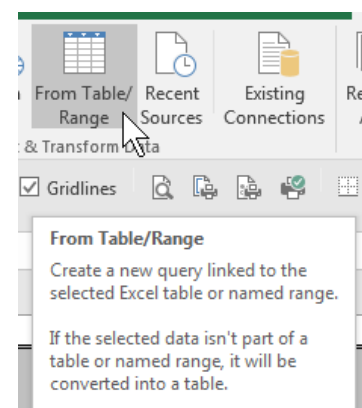 From Table/ Recent Existing
Range Sources Connections
& Transform Data
Gridlines
From Table/Range
Create a new query linked to the
selected Excel table or named range.
If the selected data isn't part of a
table or named range, it will be
converted into a table.